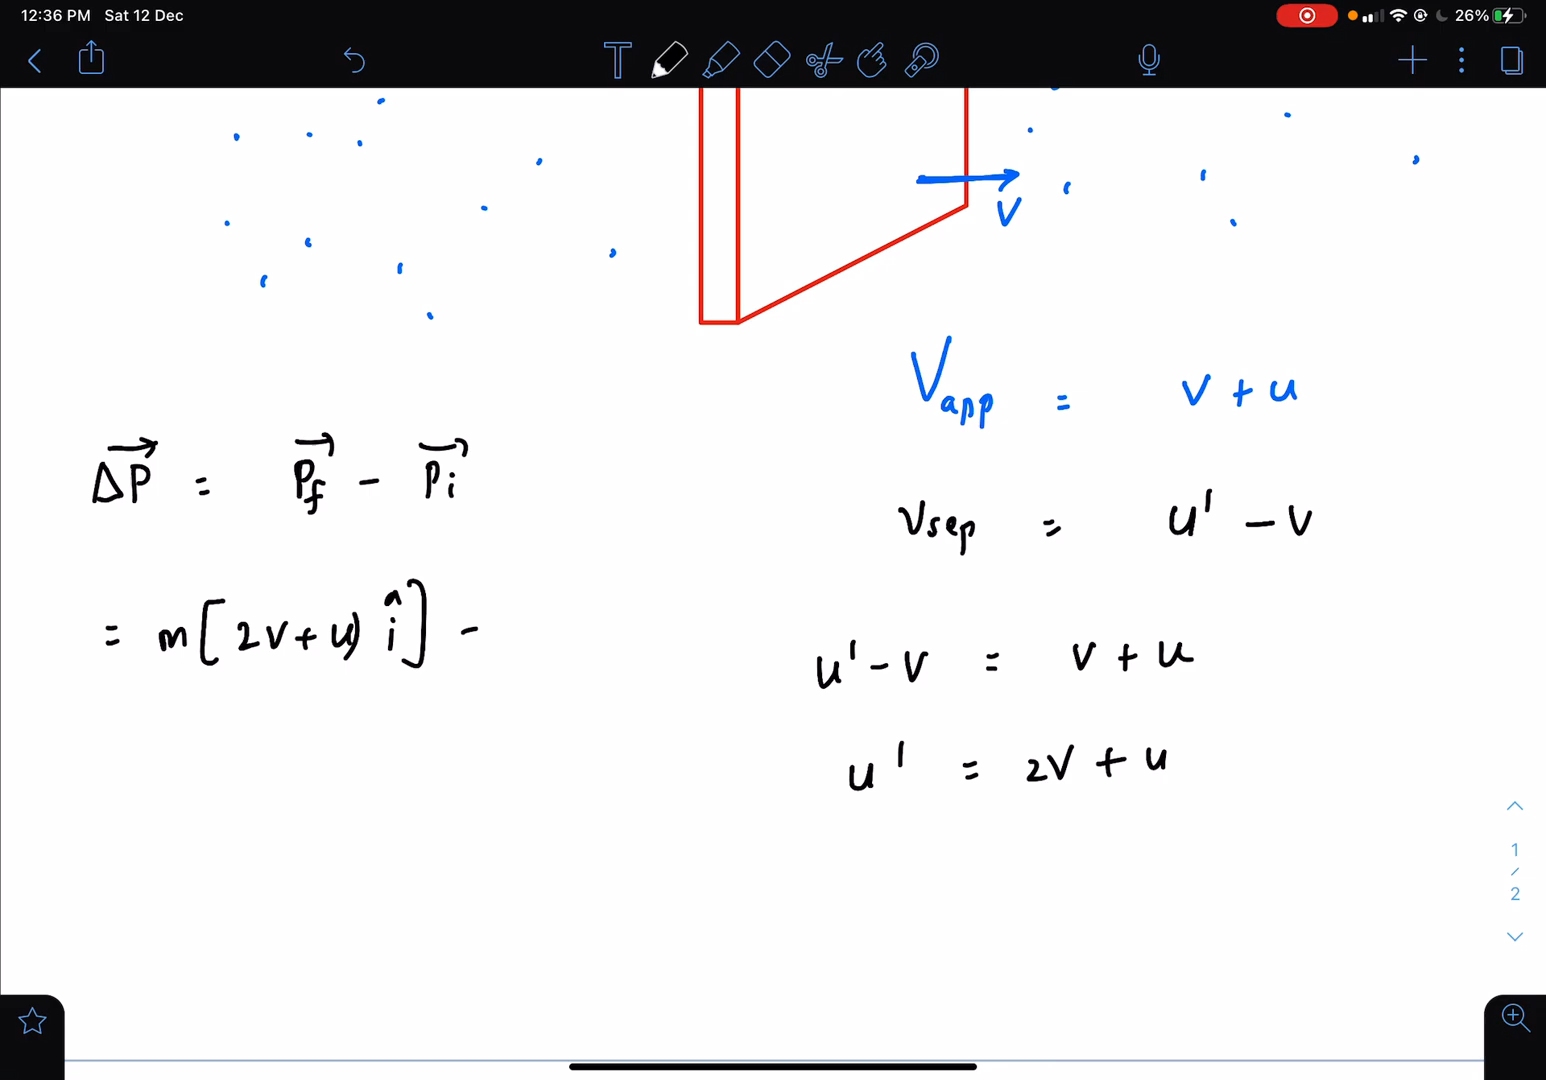 12:36 PM Sat 12 Dec
26%
T
V
V_app = v + u
ΔP⃗ = P⃗_f - P⃗_i
v_sep = u' - v
= m[2v+u) î] -
u' - v = v + u
u' = 2v + u
1
/
2